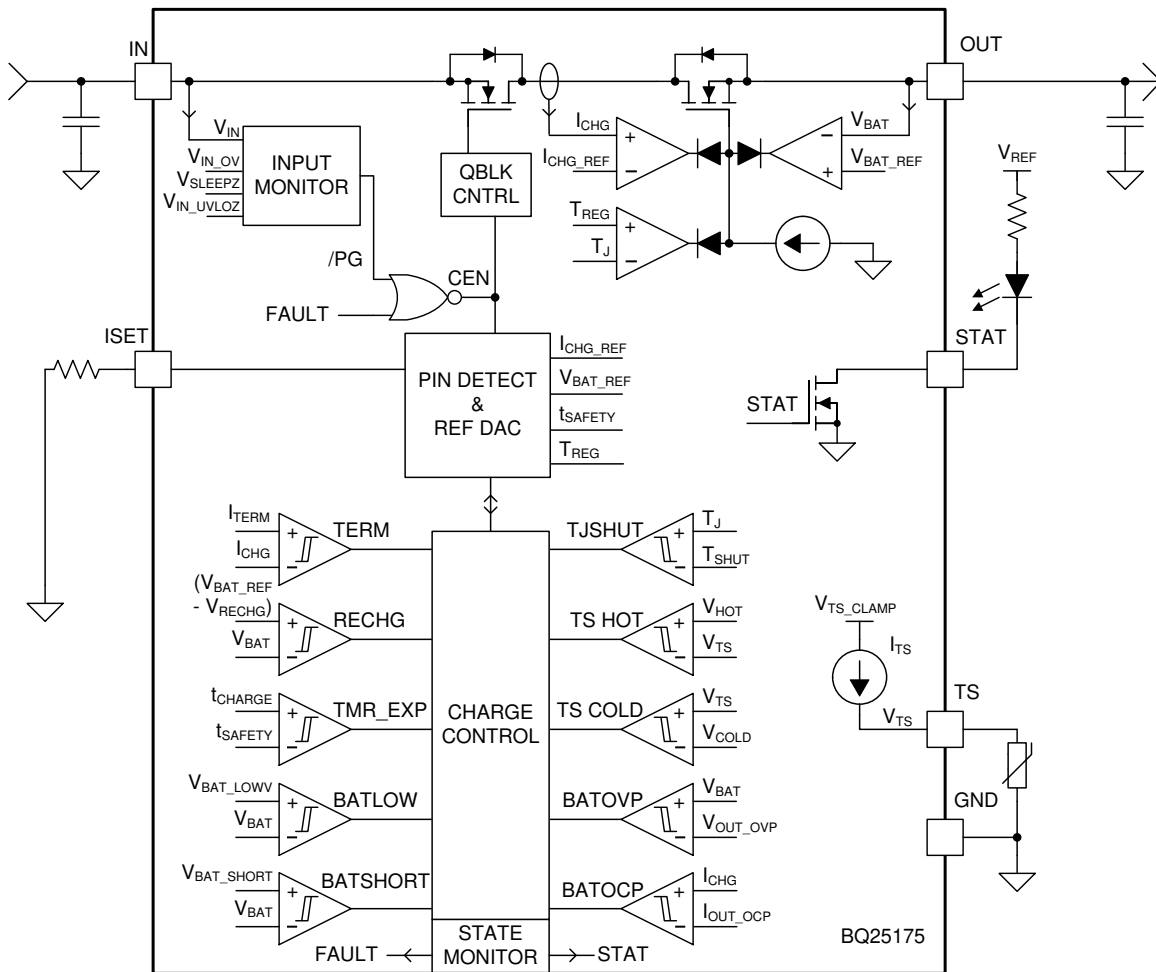 IN
OUT
V_IN
V_IN_OV
V_SLEEPZ
V_IN_UVLOZ
INPUT
MONITOR
QBLK
CNTRL
I_CHG
I_CHG_REF
V_BAT
V_BAT_REF
T_REG
T_J
V_REF
/PG
CEN
FAULT
ISET
STAT
PIN DETECT
&
REF DAC
I_CHG_REF
V_BAT_REF
t_SAFETY
T_REG
STAT
I_TERM
+
I_CHG
−
TERM
TJSHUT
T_J
+
T_SHUT
−
(V_BAT_REF
- V_RECHG)
+
V_BAT
−
RECHG
TS HOT
V_HOT
+
V_TS
−
V_TS_CLAMP
I_TS
V_TS
TS
t_CHARGE
+
t_SAFETY
−
TMR_EXP
CHARGE
CONTROL
TS COLD
V_TS
+
V_COLD
−
GND
V_BAT_LOWV
+
V_BAT
−
BATLOW
BATOVP
V_BAT
+
V_OUT_OVP
−
V_BAT_SHORT
+
V_BAT
−
BATSHORT
BATOCP
I_CHG
+
I_OUT_OCP
−
STATE
MONITOR
FAULT
STAT
BQ25175